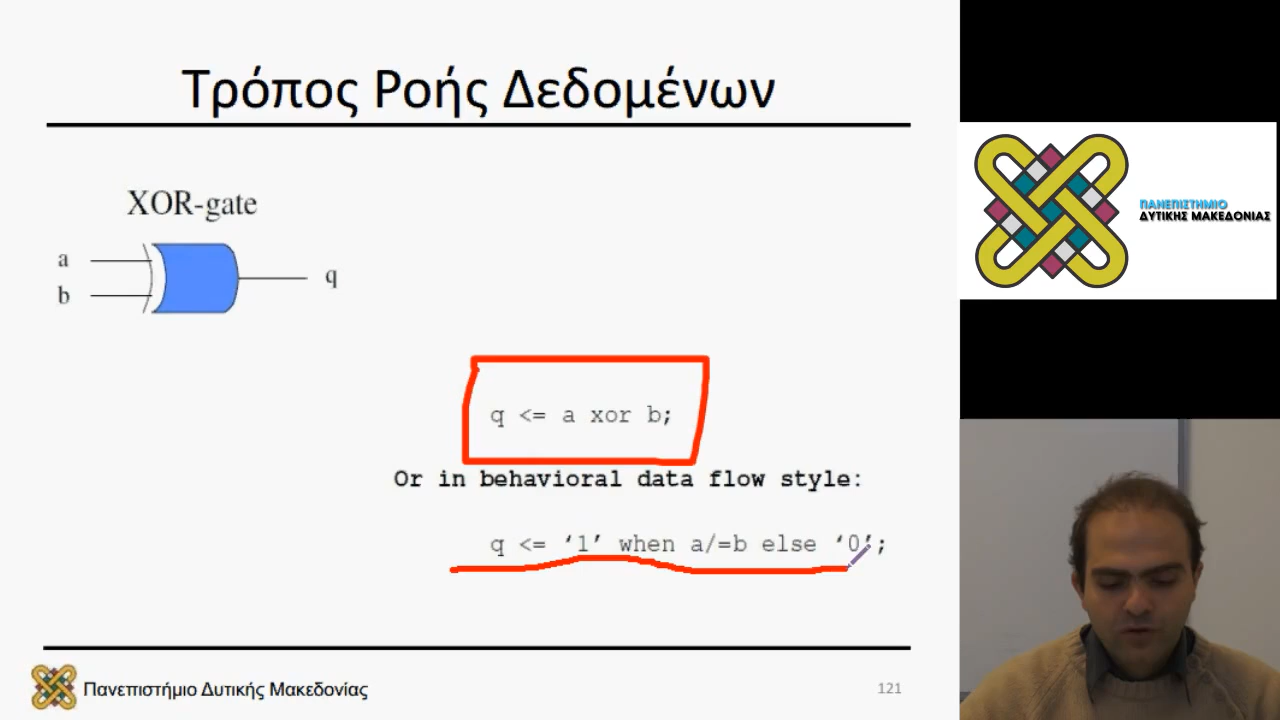 Τρόπος Ροής Δεδομένων
XOR-gate
a
b
q
q <= a xor b;
Or in behavioral data flow style:
q <= ‘1’ when a/=b else ‘0’;
Πανεπιστήμιο Δυτικής Μακεδονίας
121
ΠΑΝΕΠΙΣΤΗΜΙΟ
ΔΥΤΙΚΗΣ ΜΑΚΕΔΟΝΙΑΣ